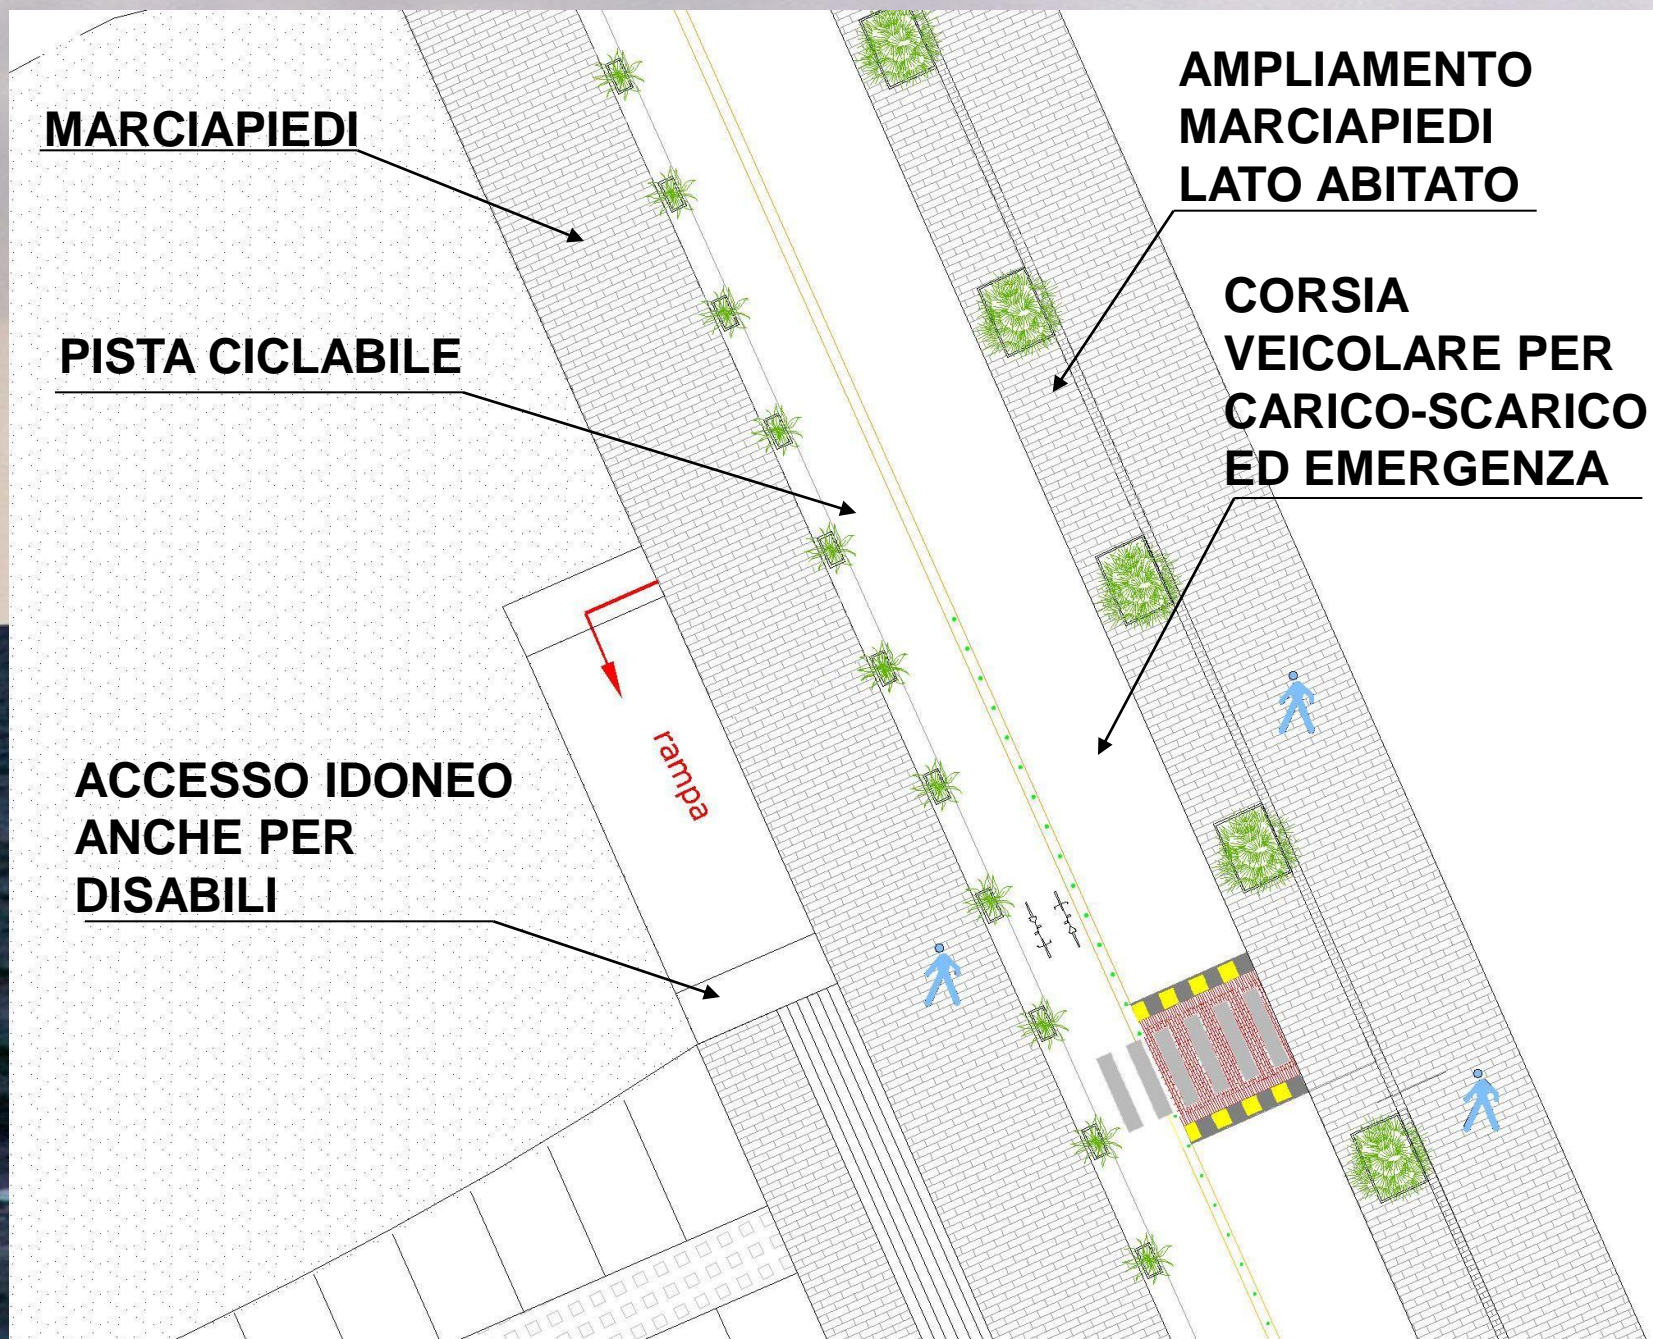 MARCIAPIEDI
PISTA CICLABILE
ACCESSO IDONEO
ANCHE PER
DISABILI
rampa
AMPLIAMENTO
MARCIAPIEDI
LATO ABITATO
CORSIA
VEICOLARE PER
CARICO-SCARICO
ED EMERGENZA